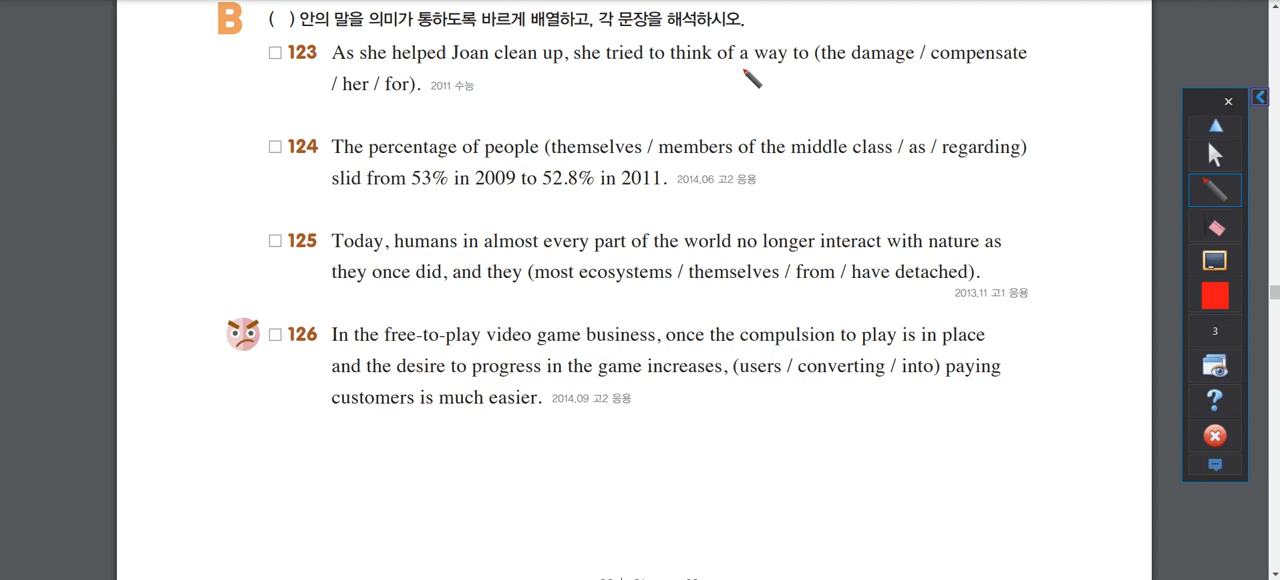 B ( ) 안의 말을 의미가 통하도록 바르게 배열하고, 각 문장을 해석하시오.
123 As she helped Joan clean up, she tried to think of a way to (the damage / compensate
/ her / for). 2011 수능
124 The percentage of people (themselves / members of the middle class / as / regarding)
slid from 53% in 2009 to 52.8% in 2011. 2014.06 고2 응용
125 Today, humans in almost every part of the world no longer interact with nature as
they once did, and they (most ecosystems / themselves / from / have detached).
2013.11 고1 응용
126 In the free-to-play video game business, once the compulsion to play is in place
and the desire to progress in the game increases, (users / converting / into) paying
customers is much easier. 2014.09 고2 응용
3